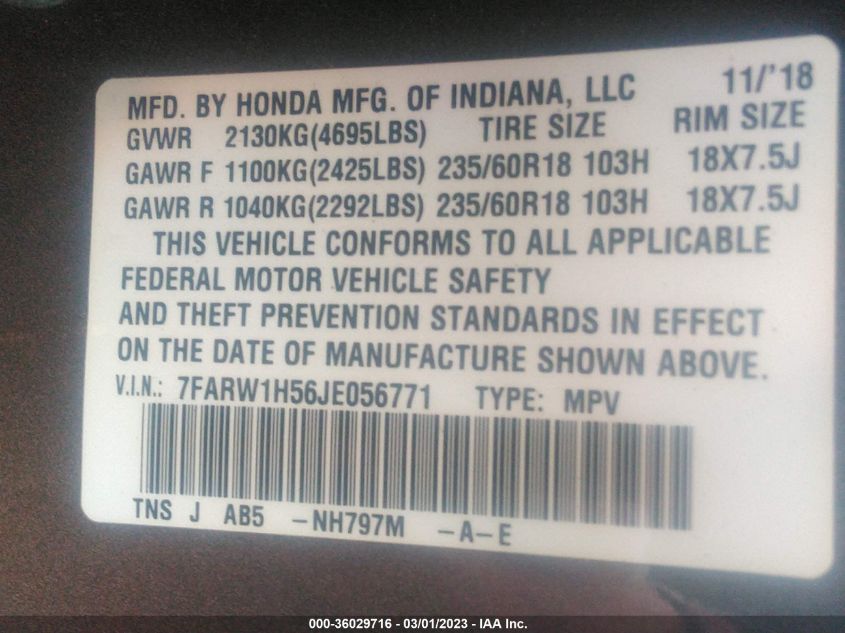 MFD. BY HONDA MFG. OF INDIANA, LLC 11/'18
GVWR 2130KG(4695LBS) TIRE SIZE RIM SIZE
GAWR F 1100KG(2425LBS) 235/60R18 103H 18X7.5J
GAWR R 1040KG(2292LBS) 235/60R18 103H 18X7.5J
THIS VEHICLE CONFORMS TO ALL APPLICABLE
FEDERAL MOTOR VEHICLE SAFETY
AND THEFT PREVENTION STANDARDS IN EFFECT
ON THE DATE OF MANUFACTURE SHOWN ABOVE.
V.I.N.: 7FARW1H56JE056771 TYPE: MPV
TNS J AB5 -NH797M -A-E
000-36029716 - 03/01/2023 - IAA Inc.